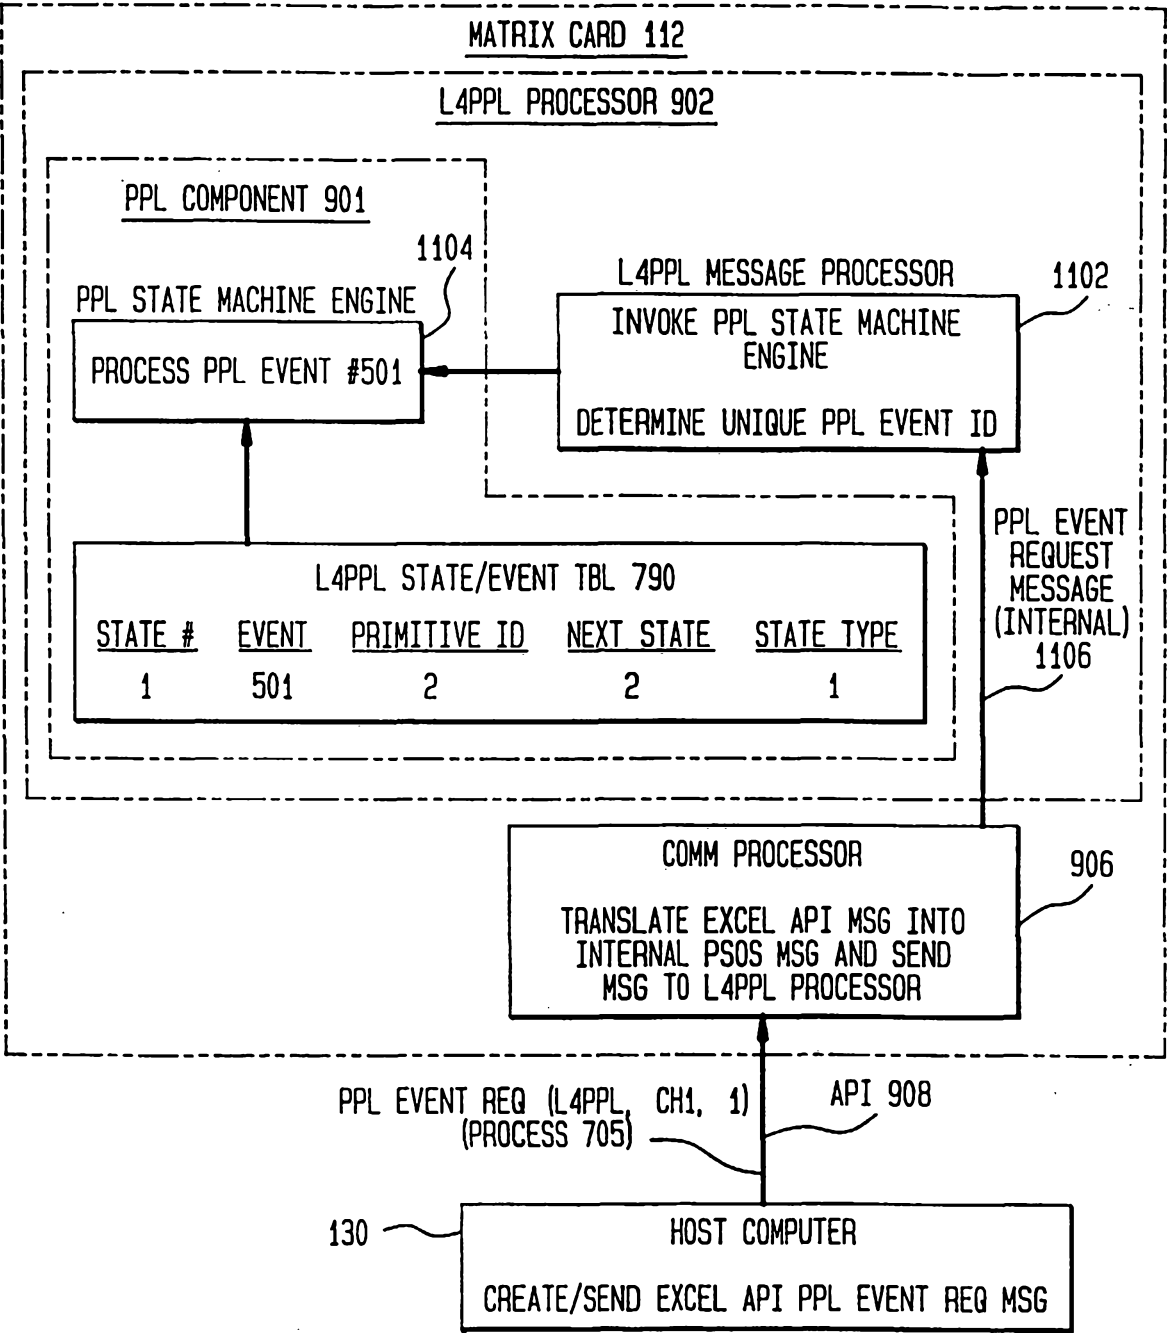 MATRIX CARD 112
L4PPL PROCESSOR 902
PPL COMPONENT 901
1104
PPL STATE MACHINE ENGINE
PROCESS PPL EVENT #501
L4PPL MESSAGE PROCESSOR
1102
INVOKE PPL STATE MACHINE
ENGINE
DETERMINE UNIQUE PPL EVENT ID
PPL EVENT
REQUEST
MESSAGE
(INTERNAL)
1106
L4PPL STATE/EVENT TBL 790
STATE # EVENT PRIMITIVE ID NEXT STATE STATE TYPE
1 501 2 2 1
COMM PROCESSOR
906
TRANSLATE EXCEL API MSG INTO
INTERNAL PSOS MSG AND SEND
MSG TO L4PPL PROCESSOR
PPL EVENT REQ (L4PPL, CH1, 1)
(PROCESS 705)
API 908
130
HOST COMPUTER
CREATE/SEND EXCEL API PPL EVENT REQ MSG